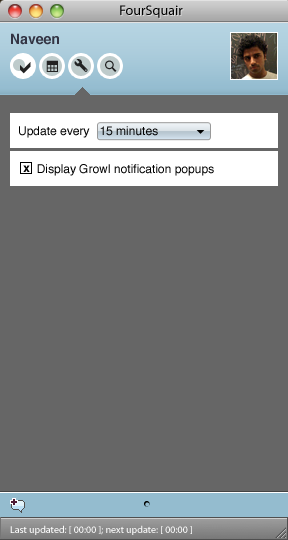 FourSquair
Naveen
Update every 15 minutes
x Display Growl notification popups
Last updated: [ 00:00 ]; next update: [ 00:00 ]